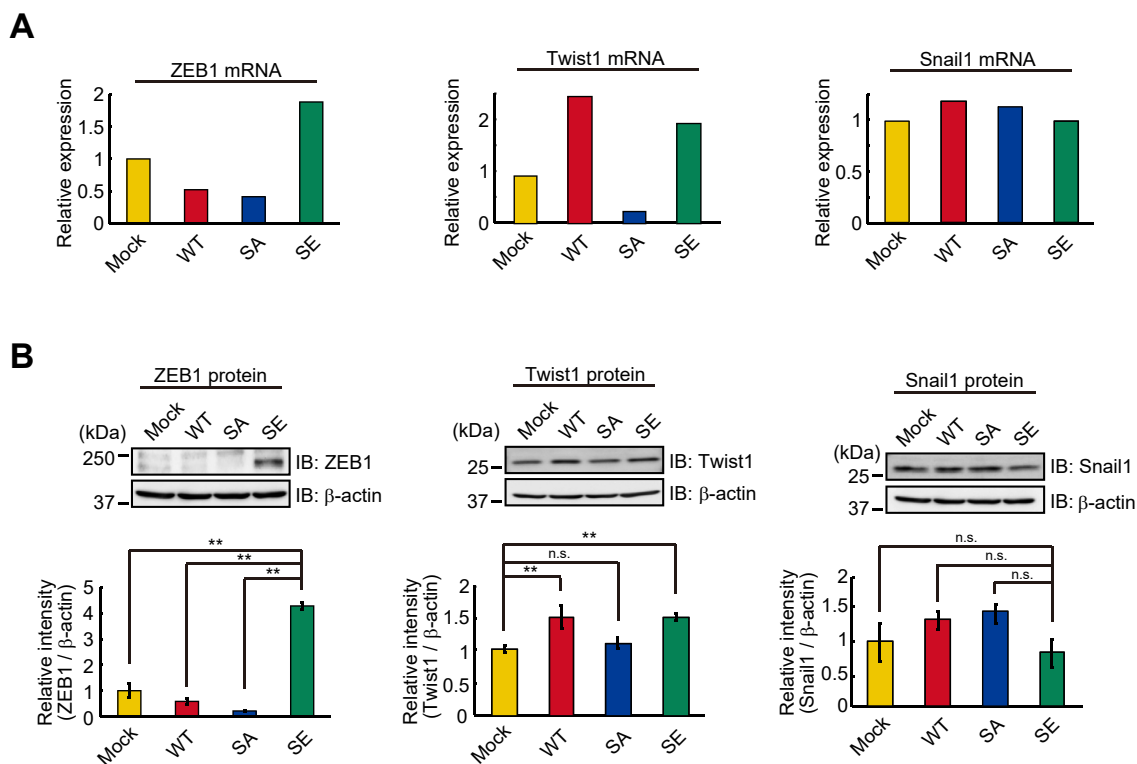 A
ZEB1 mRNA
Relative expression
2
1.5
1
0.5
0
Mock
WT
SA
SE
Twist1 mRNA
Relative expression
2
1
0
Mock
WT
SA
SE
Snail1 mRNA
Relative expression
1
0.5
0
Mock
WT
SA
SE
B
ZEB1 protein
(kDa)
Mock
WT
SA
SE
250
IB: ZEB1
37
IB: β-actin
**
**
**
Relative intensity
(ZEB1 / β-actin)
5
4
3
2
1
0
Mock
WT
SA
SE
Twist1 protein
(kDa)
Mock
WT
SA
SE
25
IB: Twist1
37
IB: β-actin
**
n.s.
**
Relative intensity
(Twist1 / β-actin)
2
1.5
1
0.5
0
Mock
WT
SA
SE
Snail1 protein
(kDa)
Mock
WT
SA
SE
25
IB: Snail1
37
IB: β-actin
n.s.
n.s.
n.s.
Relative intensity
(Snail1 / β-actin)
2
1.5
1
0.5
0
Mock
WT
SA
SE